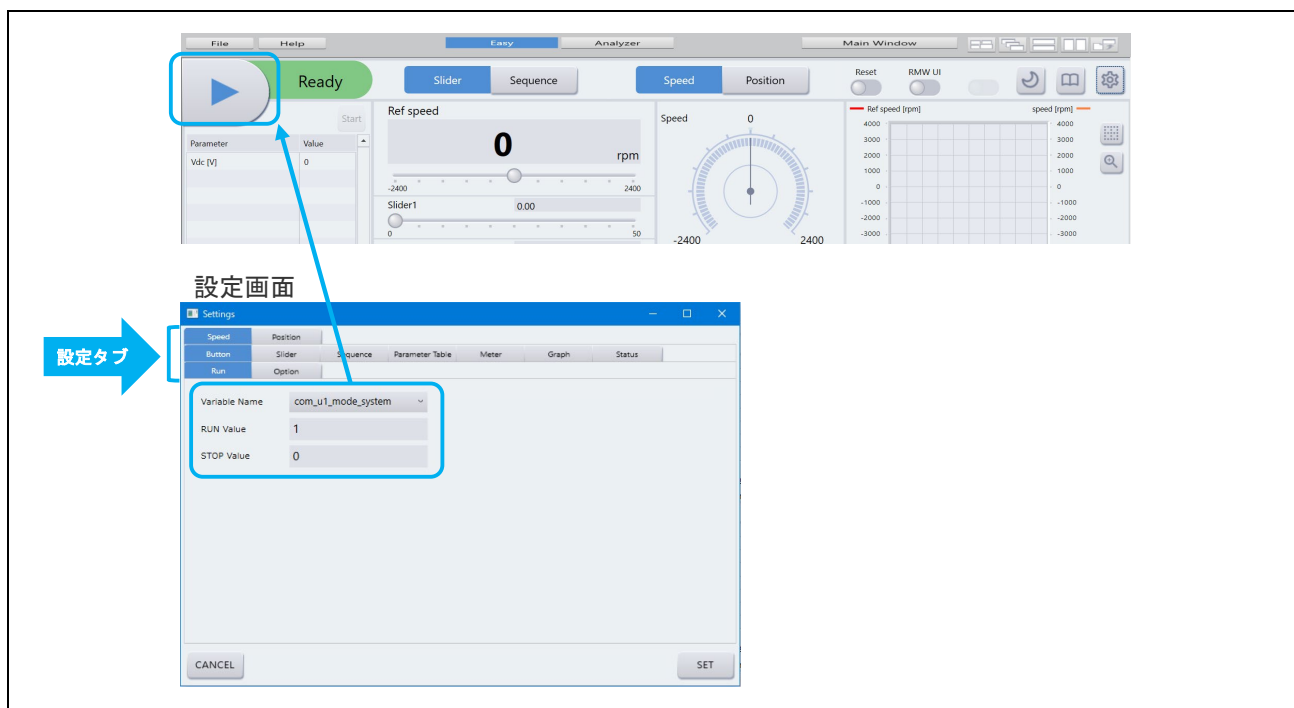 File Help Easy Analyzer Main Window
Ready Slider Sequence Speed Position Reset RMW UI
Start
Parameter Value
Vdc [V] 0
Ref speed
0 rpm
-2400 2400
Slider1 0.00
0 50
Speed 0
-2400 2400
Ref speed [rpm] speed [rpm]
4000 4000
3000 3000
2000 2000
1000 1000
0 0
-1000 -1000
-2000 -2000
-3000 -3000
設定画面
設定タブ
Settings
Speed Position
Button Slider Sequence Parameter Table Meter Graph Status
Run Option
Variable Name com_u1_mode_system
RUN Value 1
STOP Value 0
CANCEL SET